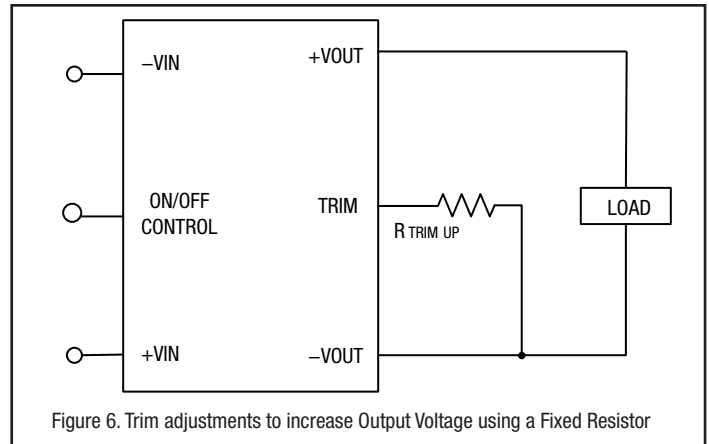 −VIN
+VOUT
ON/OFF
CONTROL
TRIM
R TRIM UP
LOAD
+VIN
−VOUT
Figure 6. Trim adjustments to increase Output Voltage using a Fixed Resistor